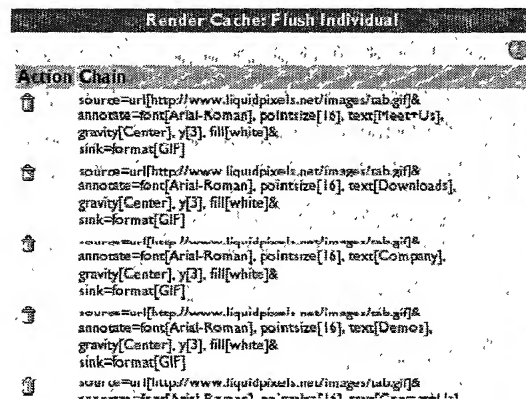 Render Cache: Flush Individual
Action Chain
source=url[http://www.liquidpixels.net/images/tab.gif]&
annotate=font[Arial-Roman], pointsize[16], text[Meet+Us],
gravity[Center], y[3], fill[white]&
sink=format[GIF]
source=url[http://www.liquidpixels.net/images/tab.gif]&
annotate=font[Arial-Roman], pointsize[16], text[Downloads],
gravity[Center], y[3], fill[white]&
sink=format[GIF]
source=url[http://www.liquidpixels.net/images/tab.gif]&
annotate=font[Arial-Roman], pointsize[16], text[Company],
gravity[Center], y[3], fill[white]&
sink=format[GIF]
source=url[http://www.liquidpixels.net/images/tab.gif]&
annotate=font[Arial-Roman], pointsize[16], text[Demos],
gravity[Center], y[3], fill[white]&
sink=format[GIF]
source=url[http://www.liquidpixels.net/images/tab.gif]&